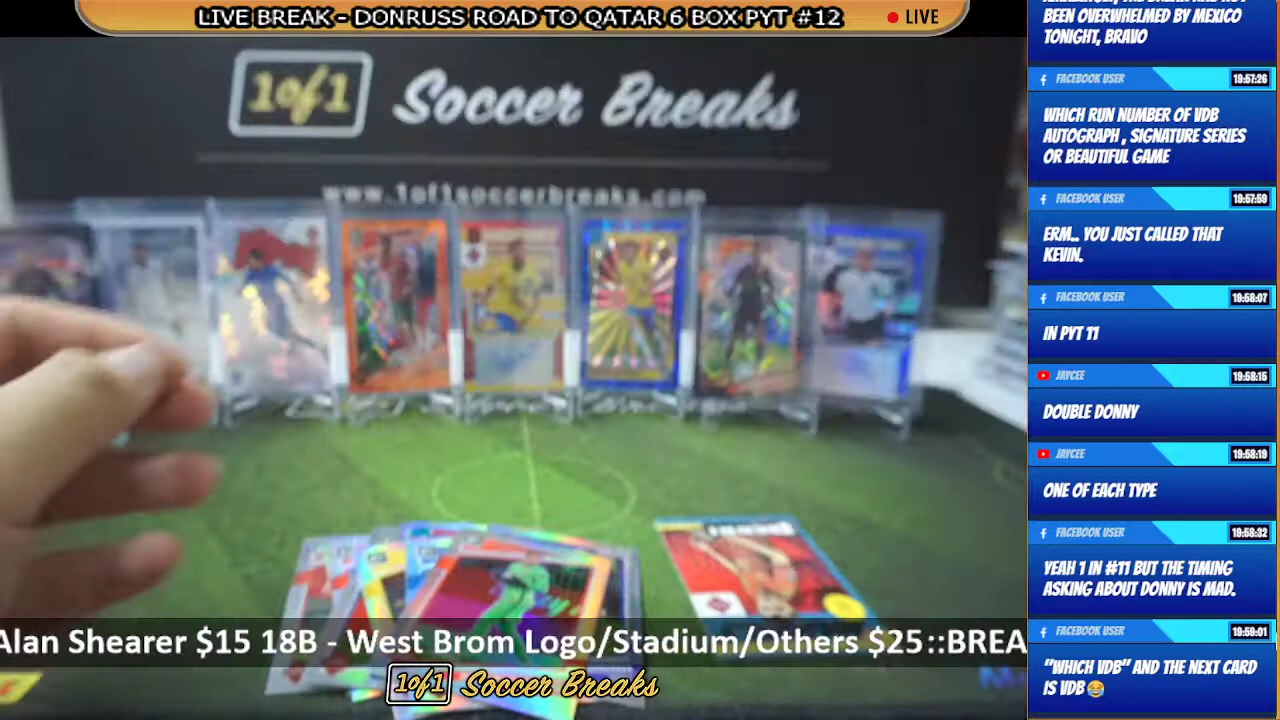 LIVE BREAK - DONRUSS ROAD TO QATAR 6 BOX PYT #12
LIVE
1of1 Soccer Breaks
www.1of1soccerbreaks.com
Alan Shearer $15 18B - West Brom Logo/Stadium/Others $25::BREA
1of1 Soccer Breaks
BEEN OVERWHELMED BY MEXICO
TONIGHT, BRAVO
FACEBOOK USER 19:57:26
WHICH RUN NUMBER OF VDB
AUTOGRAPH , SIGNATURE SERIES
OR BEAUTIFUL GAME
FACEBOOK USER 19:57:59
ERM.. YOU JUST CALLED THAT
KEVIN.
FACEBOOK USER 19:58:07
IN PYT 11
JAYCEE 19:58:15
DOUBLE DONNY
JAYCEE 19:58:19
ONE OF EACH TYPE
FACEBOOK USER 19:58:32
YEAH 1 IN #11 BUT THE TIMING
ASKING ABOUT DONNY IS MAD.
FACEBOOK USER 19:59:01
"WHICH VDB" AND THE NEXT CARD
IS VDB😂